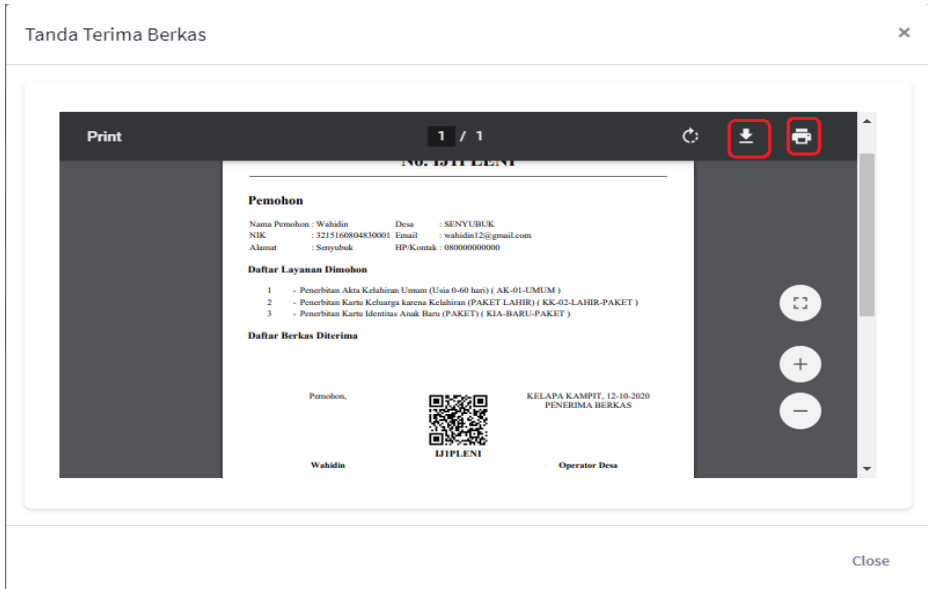 Tanda Terima Berkas ×
Print 1 / 1
No. IJ1PLENI
Pemohon
Nama Pemohon : Wahidin Desa : SENYUBUK
NIK : 3215160804830001 Email : wahidin12@gmail.com
Alamat : Senyubuk HP/Kontak : 080000000000
Daftar Layanan Dimohon
1 - Penerbitan Akta Kelahiran Umum (Usia 0-60 hari) ( AK-01-UMUM )
2 - Penerbitan Kartu Keluarga karena Kelahiran (PAKET LAHIR) ( KK-02-LAHIR-PAKET )
3 - Penerbitan Kartu Identitas Anak Baru (PAKET) ( KIA-BARU-PAKET )
Daftar Berkas Diterima
Pemohon, KELAPA KAMPIT, 12-10-2020
PENERIMA BERKAS
IJ1PLENI
Wahidin Operator Desa
Close